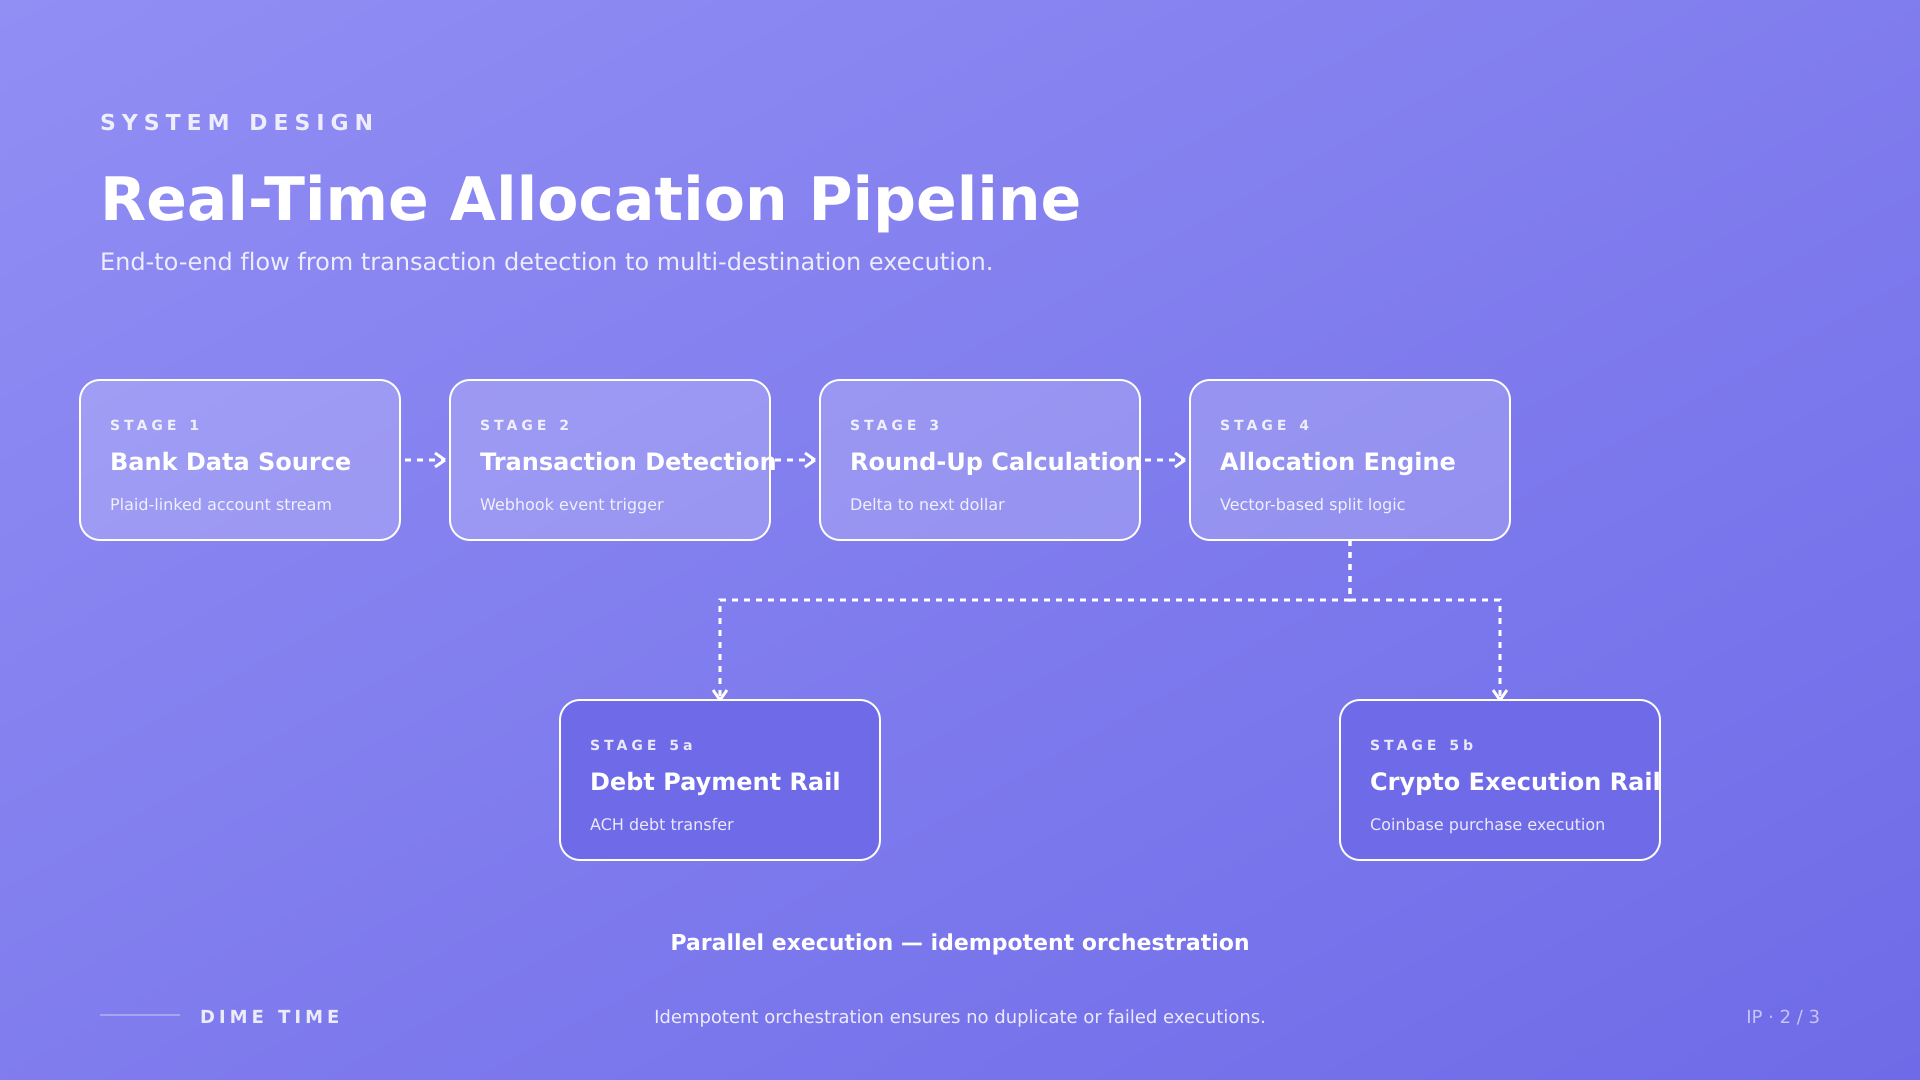 SYSTEM DESIGN
Real-Time Allocation Pipeline
End-to-end flow from transaction detection to multi-destination execution.
STAGE 1
Bank Data Source
Plaid-linked account stream
STAGE 2
Transaction Detection
Webhook event trigger
STAGE 3
Round-Up Calculation
Delta to next dollar
STAGE 4
Allocation Engine
Vector-based split logic
STAGE 5a
Debt Payment Rail
ACH debt transfer
STAGE 5b
Crypto Execution Rail
Coinbase purchase execution
Parallel execution — idempotent orchestration
DIME TIME
Idempotent orchestration ensures no duplicate or failed executions.
IP · 2 / 3